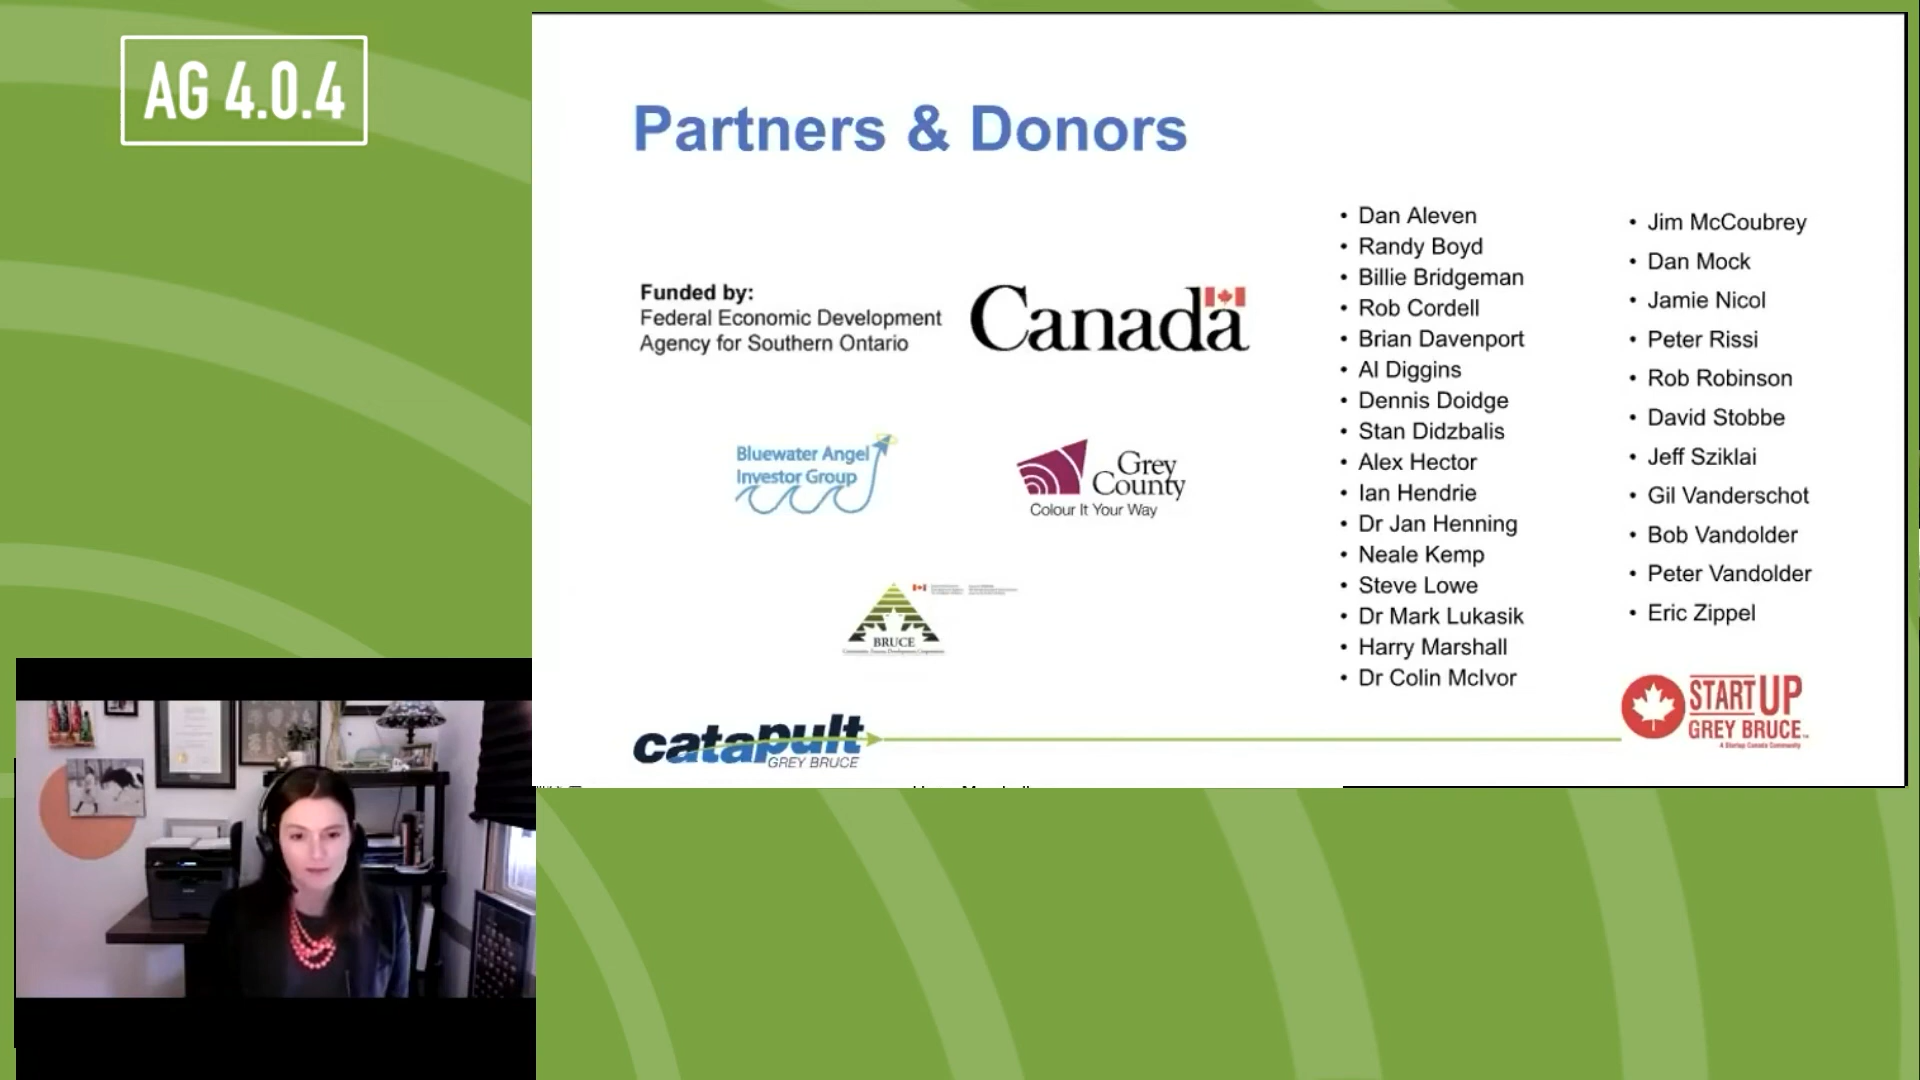 AG 4.0.4
Partners & Donors
Funded by:
Federal Economic Development
Agency for Southern Ontario
Canada
Bluewater Angel
Investor Group
Grey
County
Colour It Your Way
BRUCE
• Dan Aleven
• Randy Boyd
• Billie Bridgeman
• Rob Cordell
• Brian Davenport
• Al Diggins
• Dennis Doidge
• Stan Didzbalis
• Alex Hector
• Ian Hendrie
• Dr Jan Henning
• Neale Kemp
• Steve Lowe
• Dr Mark Lukasik
• Harry Marshall
• Dr Colin McIvor
• Jim McCoubrey
• Dan Mock
• Jamie Nicol
• Peter Rissi
• Rob Robinson
• David Stobbe
• Jeff Sziklai
• Gil Vanderschot
• Bob Vandolder
• Peter Vandolder
• Eric Zippel
catapult
GREY BRUCE
STARTUP
GREY BRUCE
A Startup Canada Community